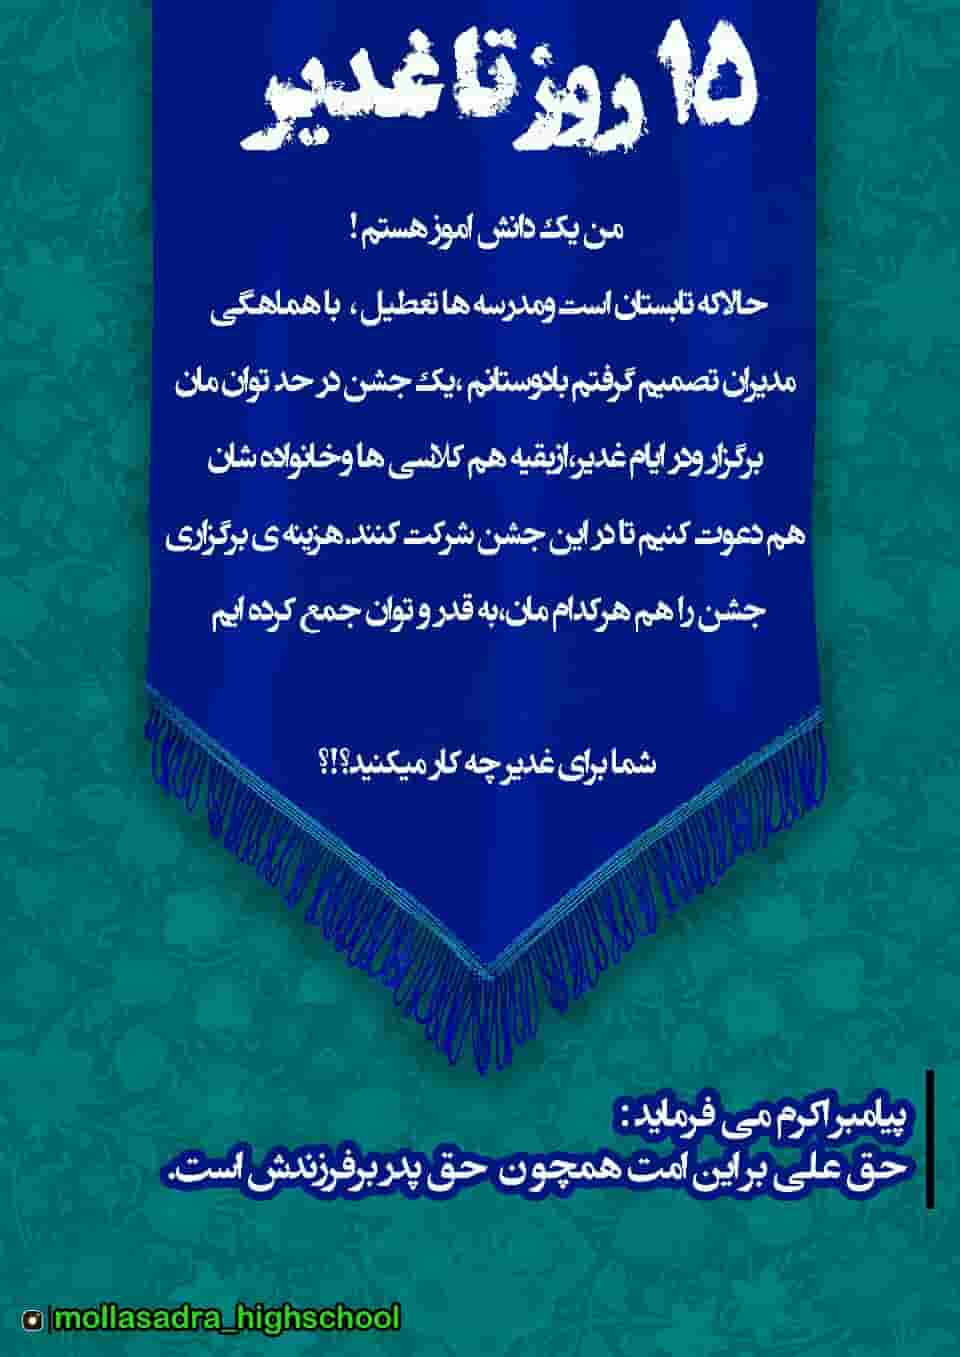 ۱۵ روز تا غدیر
من یک دانش اموز هستم !
حالاکه تابستان است ومدرسه ها تعطیل ، با هماهگی
مدیران تصمیم گرفتم بادوستانم ،یک جشن در حد توان مان
برگزار ودر ایام غدیر،ازبقیه هم کلاسی ها وخانواده شان
هم دعوت کنیم تا در این جشن شرکت کنند.هزینه ی برگزاری
جشن را هم هرکدام مان،به قدر و توان جمع کرده ایم
شما برای غدیر چه کار میکنید؟!؟
پیامبر اکرم می فرماید :
حق علی بر این امت همچون حق پدر برفرزندش است.
mollasadra_highschool